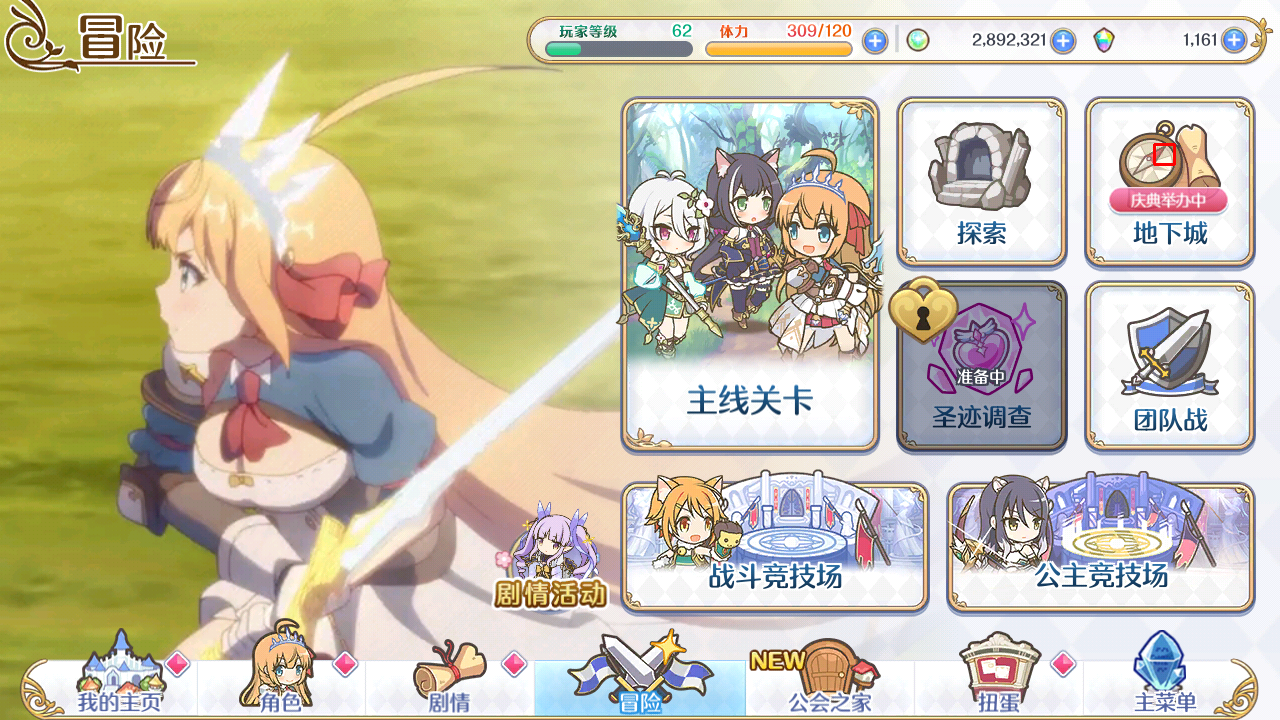 冒险
玩家等级 62
体力 309/120
2,892,321
1,161
主线关卡
探索
庆典举办中
地下城
准备中
圣迹调查
团队战
剧情活动
战斗竞技场
公主竞技场
我的主页
角色
剧情
冒险
NEW
公会之家
扭蛋
主菜单